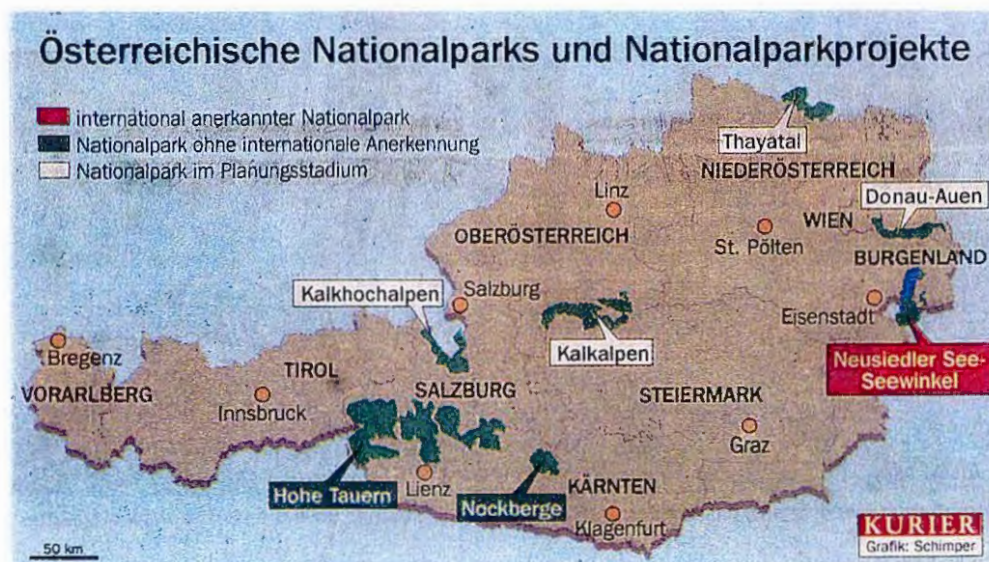 Österreichische Nationalparks und Nationalparkprojekte
international anerkannter Nationalpark
Nationalpark ohne internationale Anerkennung
Nationalpark im Planungsstadium
Thayatal
NIEDERÖSTERREICH
Linz
Donau-Auen
WIEN
OBERÖSTERREICH
St. Pölten
BURGENLAND
Kalkhochalpen
Salzburg
Eisenstadt
Bregenz
Kalkalpen
Neusiedler See-
Seewinkel
TIROL
VORARLBERG
SALZBURG
STEIERMARK
Innsbruck
Graz
Hohe Tauern
Lienz
Nockberge
KÄRNTEN
Klagenfurt
KURIER
Grafik: Schimper
50 km